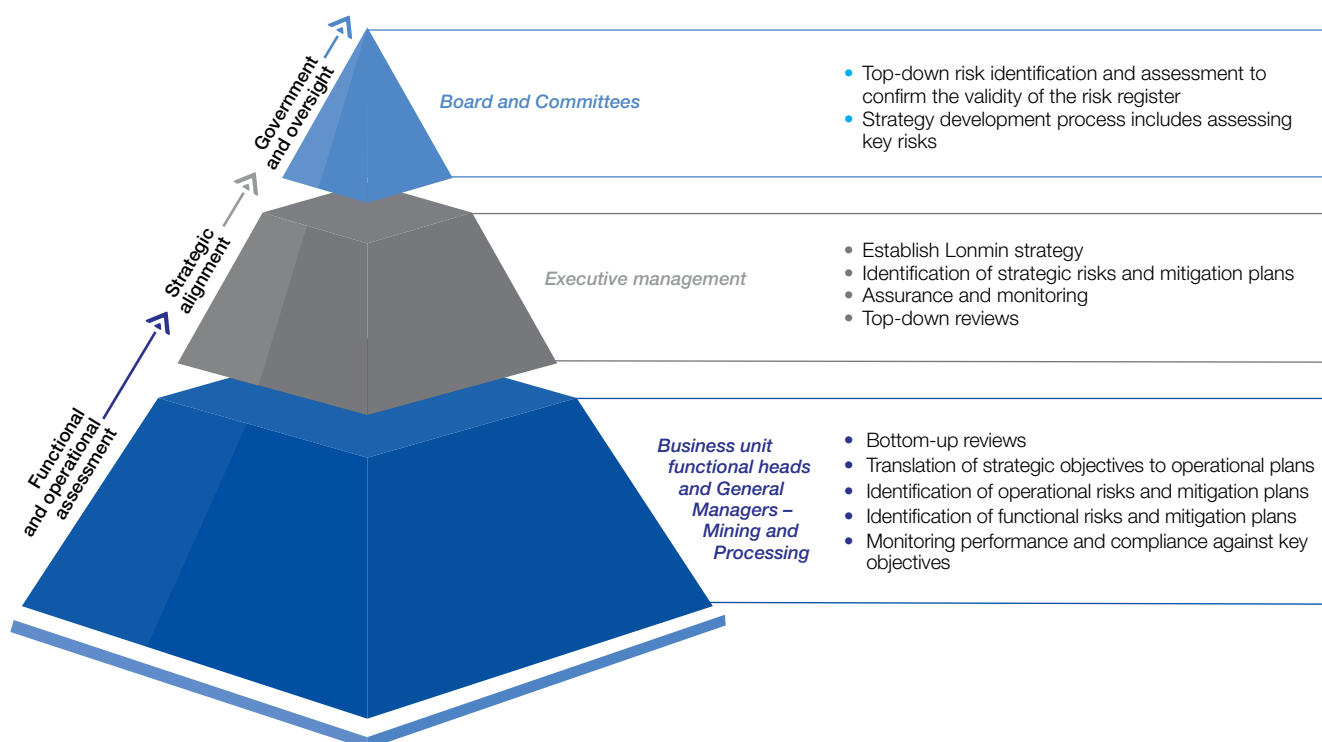 Government
and oversight
Board and Committees
• Top-down risk identification and assessment to
confirm the validity of the risk register
• Strategy development process includes assessing
key risks
Strategic
alignment
Executive management
• Establish Lonmin strategy
• Identification of strategic risks and mitigation plans
• Assurance and monitoring
• Top-down reviews
Functional
and operational
assessment
Business unit
functional heads
and General
Managers –
Mining and
Processing
• Bottom-up reviews
• Translation of strategic objectives to operational plans
• Identification of operational risks and mitigation plans
• Identification of functional risks and mitigation plans
• Monitoring performance and compliance against key
objectives